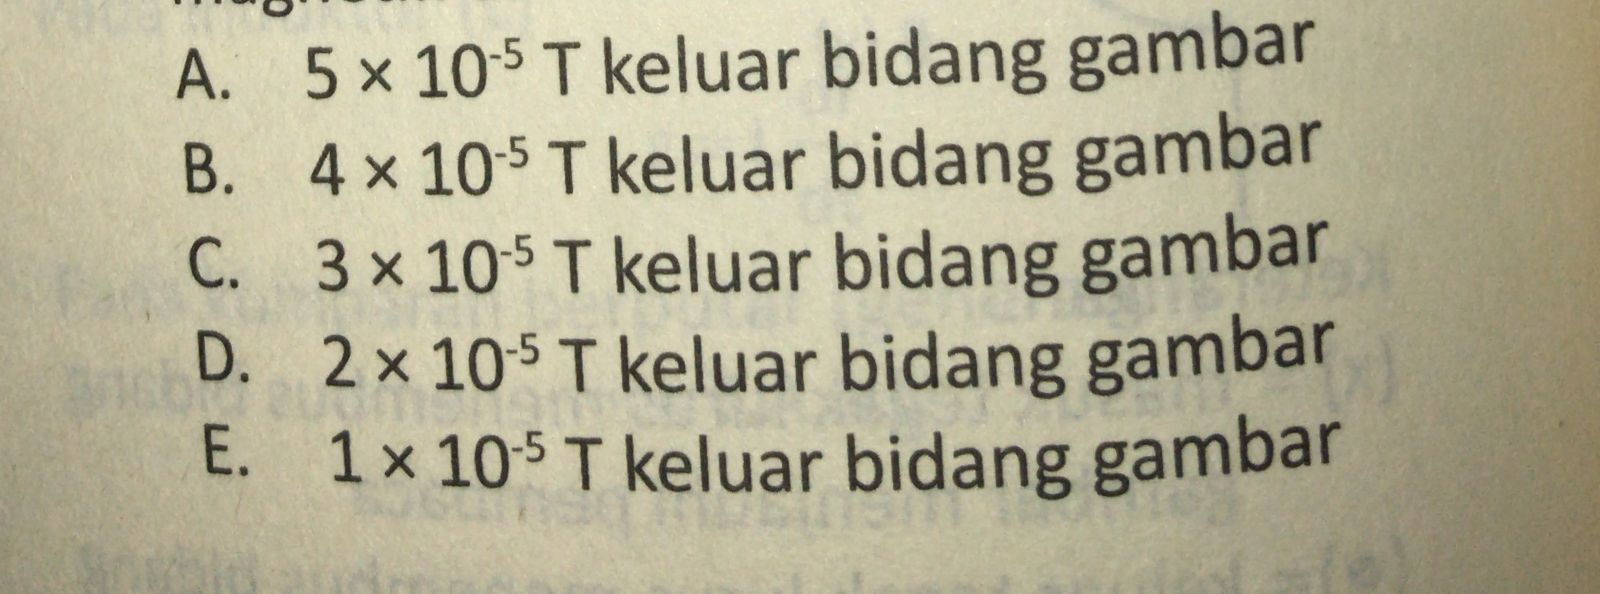 A. 5 × 10⁻⁵ T keluar bidang gambar
B. 4 × 10⁻⁵ T keluar bidang gambar
C. 3 × 10⁻⁵ T keluar bidang gambar
D. 2 × 10⁻⁵ T keluar bidang gambar
E. 1 × 10⁻⁵ T keluar bidang gambar